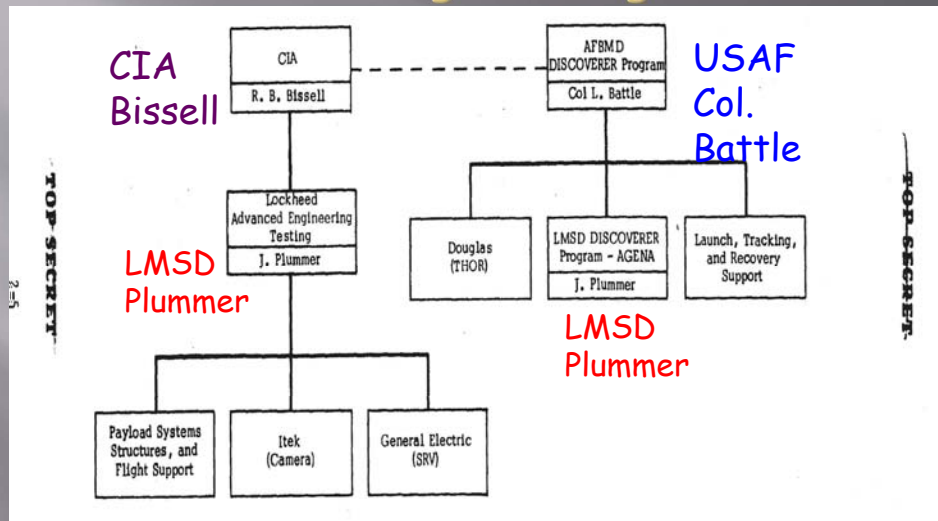 CIA
R. B. Bissell
AFBMD
DISCOVERER Program
Col L. Battle
CIA
Bissell
USAF
Col.
Battle
TOP SECRET
TOP SECRET
Lockheed
Advanced Engineering
Testing
J. Plummer
LMSD
Plummer
Douglas
(THOR)
LMSD DISCOVERER
Program - AGENA
J. Plummer
Launch, Tracking,
and Recovery
Support
LMSD
Plummer
2-5
Payload Systems
Structures, and
Flight Support
Itek
(Camera)
General Electric
(SRV)